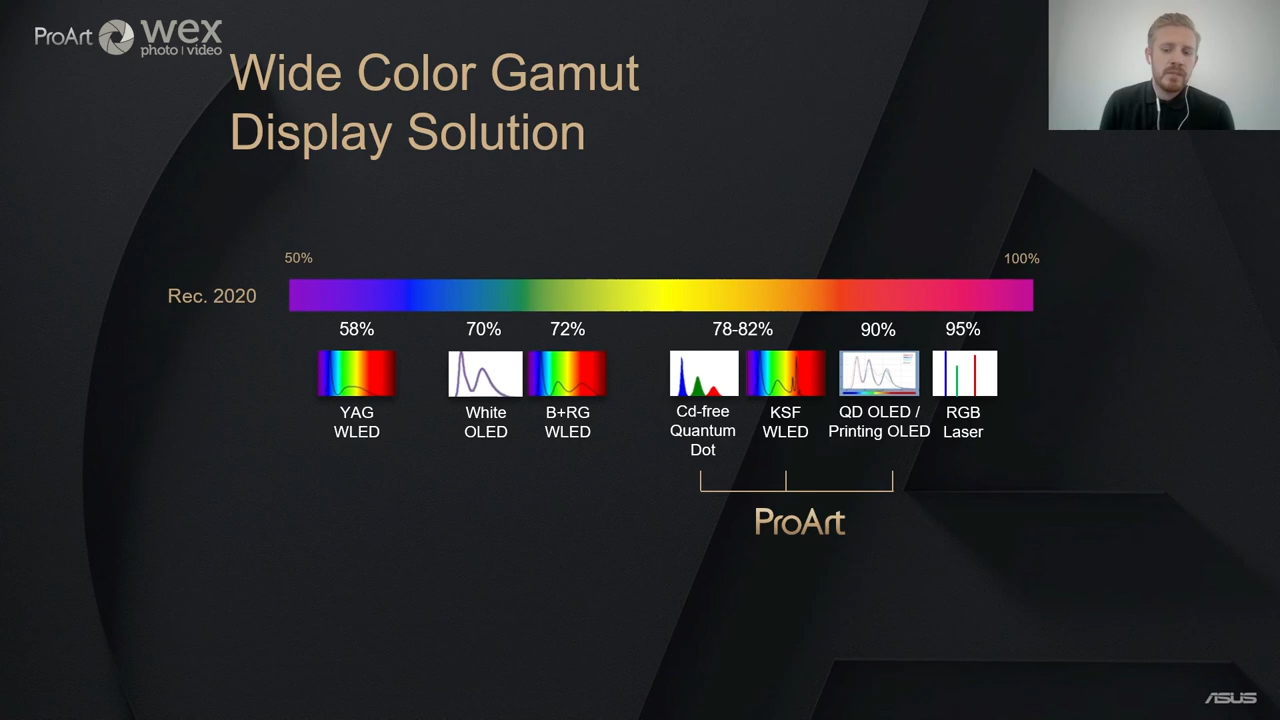 ProArt
wex
photo | video
Wide Color Gamut
Display Solution
50%
100%
Rec. 2020
58%
70%
72%
78-82%
90%
95%
YAG
WLED
White
OLED
B+RG
WLED
Cd-free
Quantum
Dot
KSF
WLED
QD OLED /
Printing OLED
RGB
Laser
ProArt
ASUS